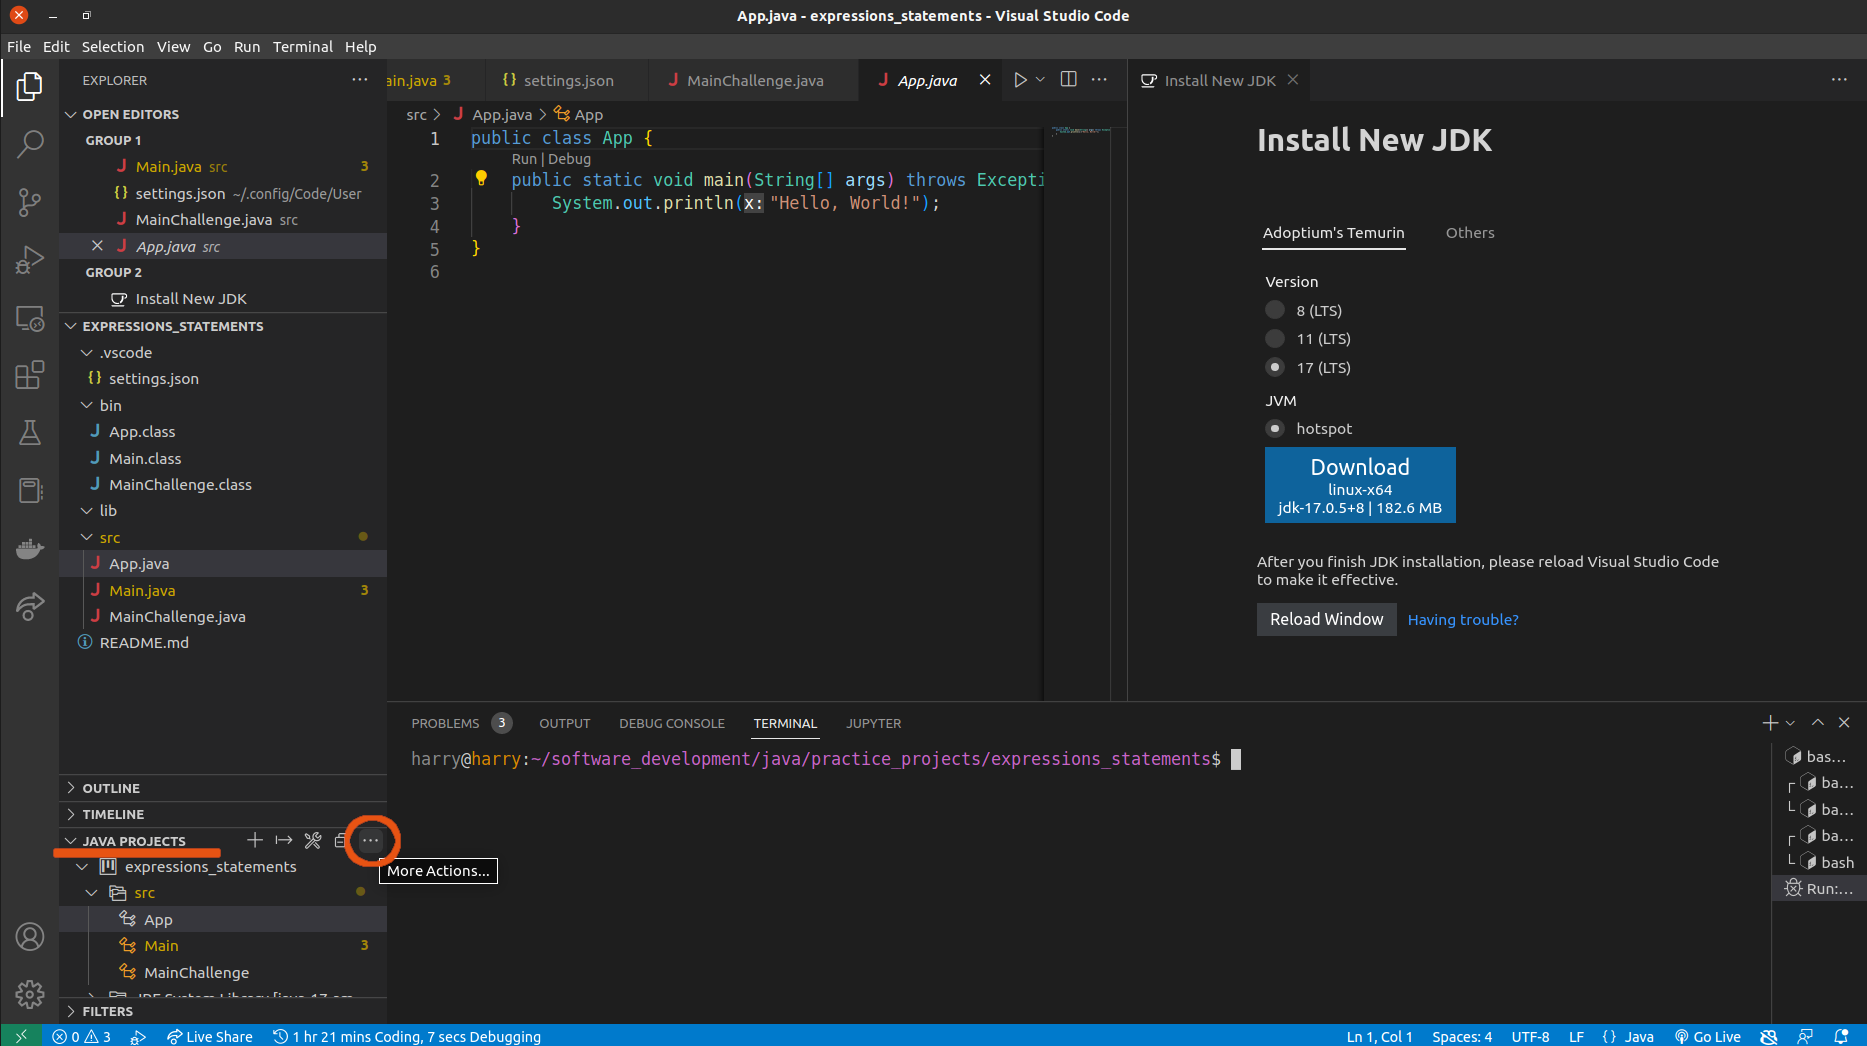 App.java - expressions_statements - Visual Studio Code
File Edit Selection View Go Run Terminal Help
EXPLORER
OPEN EDITORS
GROUP 1
Main.java src 3
settings.json ~/.config/Code/User
MainChallenge.java src
App.java src
GROUP 2
Install New JDK
EXPRESSIONS_STATEMENTS
.vscode
settings.json
bin
App.class
Main.class
MainChallenge.class
lib
src
App.java
Main.java 3
MainChallenge.java
README.md
OUTLINE
TIMELINE
JAVA PROJECTS
More Actions...
expressions_statements
src
App
Main 3
MainChallenge
JRE System Library [java-17-
FILTERS
ain.java 3 settings.json MainChallenge.java App.java
src > App.java > App
1 public class App {
Run | Debug
2 public static void main(String[] args) throws Excepti
3 System.out.println(x: "Hello, World!");
4 }
5 }
6
Install New JDK
Install New JDK
Adoptium's Temurin Others
Version
8 (LTS)
11 (LTS)
17 (LTS)
JVM
hotspot
Download
linux-x64
jdk-17.0.5+8 | 182.6 MB
After you finish JDK installation, please reload Visual Studio Code
to make it effective.
Reload Window Having trouble?
PROBLEMS 3 OUTPUT DEBUG CONSOLE TERMINAL JUPYTER
harry@harry:~/software_development/java/practice_projects/expressions_statements$
bas...
ba...
ba...
ba...
bash
Run:...
0 3 Live Share 1 hr 21 mins Coding, 7 secs Debugging Ln 1, Col 1 Spaces: 4 UTF-8 LF {} Java Go Live